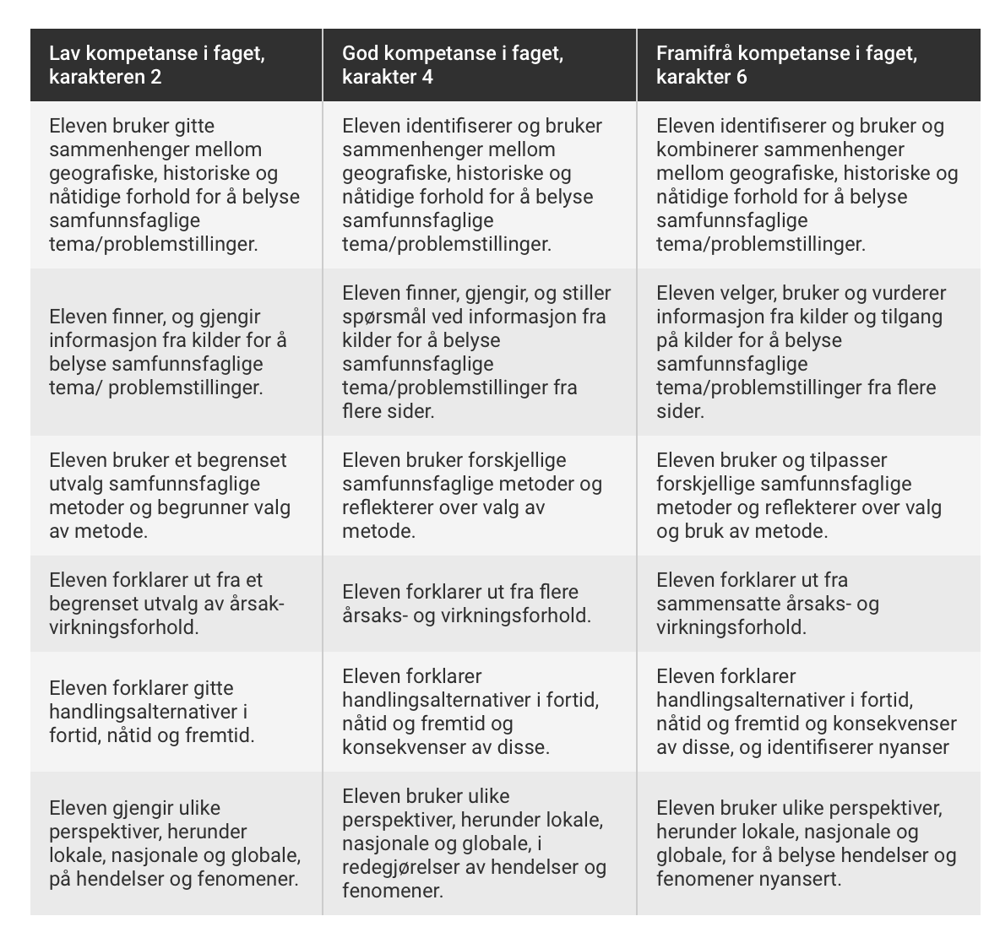 Lav kompetanse i faget,
karakteren 2
God kompetanse i faget,
karakter 4
Framifrå kompetanse i faget,
karakter 6
Eleven bruker gitte
sammenhenger mellom
geografiske, historiske og
nåtidige forhold for å belyse
samfunnsfaglige
tema/problemstillinger.
Eleven identifiserer og bruker
sammenhenger mellom
geografiske, historiske og
nåtidige forhold for å belyse
samfunnsfaglige
tema/problemstillinger.
Eleven identifiserer og bruker og
kombinerer sammenhenger
mellom geografiske, historiske og
nåtidige forhold for å belyse
samfunnsfaglige
tema/problemstillinger.
Eleven finner, og gjengir
informasjon fra kilder for å
belyse samfunnsfaglige
tema/ problemstillinger.
Eleven finner, gjengir, og stiller
spørsmål ved informasjon fra
kilder for å belyse
samfunnsfaglige
tema/problemstillinger fra
flere sider.
Eleven velger, bruker og vurderer
informasjon fra kilder og tilgang
på kilder for å belyse
samfunnsfaglige
tema/problemstillinger fra flere
sider.
Eleven bruker et begrenset
utvalg samfunnsfaglige
metoder og begrunner valg
av metode.
Eleven bruker forskjellige
samfunnsfaglige metoder og
reflekterer over valg av
metode.
Eleven bruker og tilpasser
forskjellige samfunnsfaglige
metoder og reflekterer over valg
og bruk av metode.
Eleven forklarer ut fra et
begrenset utvalg av årsak-
virkningsforhold.
Eleven forklarer ut fra flere
årsaks- og virkningsforhold.
Eleven forklarer ut fra
sammensatte årsaks- og
virkningsforhold.
Eleven forklarer gitte
handlingsalternativer i
fortid, nåtid og fremtid.
Eleven forklarer
handlingsalternativer i fortid,
nåtid og fremtid og
konsekvenser av disse.
Eleven forklarer
handlingsalternativer i fortid,
nåtid og fremtid og konsekvenser
av disse, og identifiserer nyanser
Eleven gjengir ulike
perspektiver, herunder
lokale, nasjonale og globale,
på hendelser og fenomener.
Eleven bruker ulike
perspektiver, herunder lokale,
nasjonale og globale, i
redegjørelser av hendelser og
fenomener.
Eleven bruker ulike perspektiver,
herunder lokale, nasjonale og
globale, for å belyse hendelser og
fenomener nyansert.